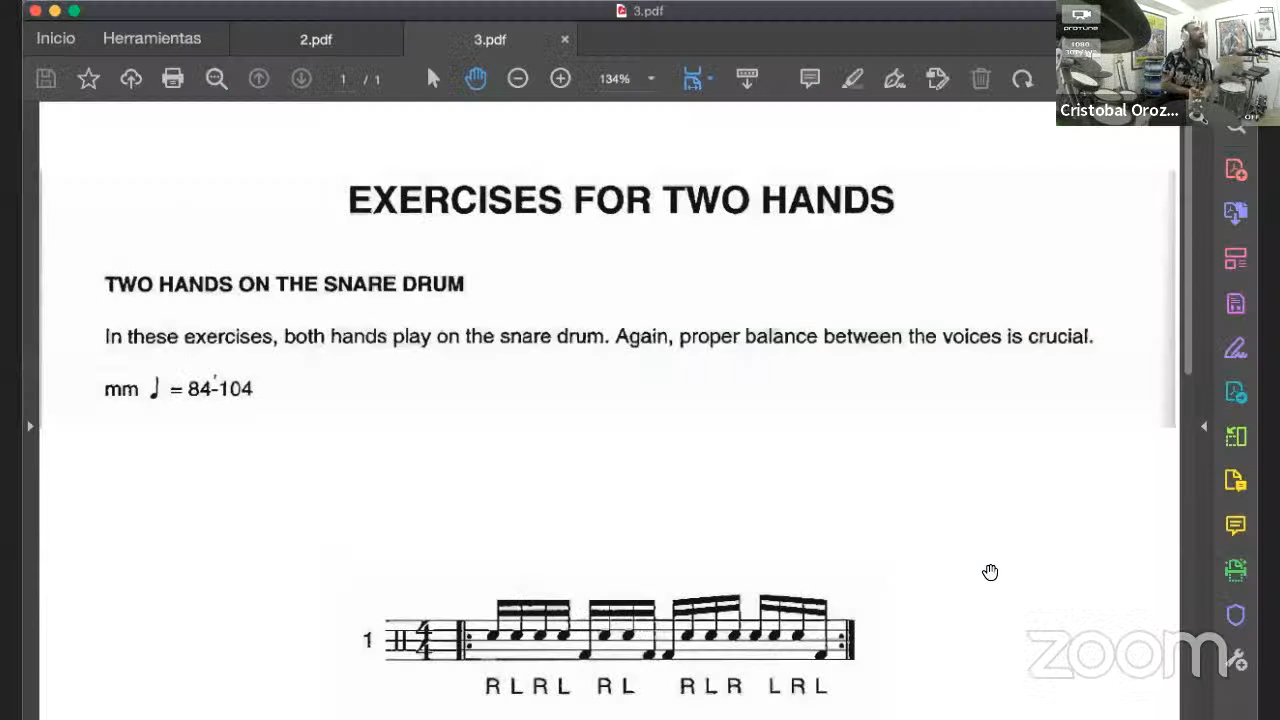 3.pdf
Inicio Herramientas 2.pdf 3.pdf
1 / 1 134%
Cristobal Oroz...
EXERCISES FOR TWO HANDS
TWO HANDS ON THE SNARE DRUM
In these exercises, both hands play on the snare drum. Again, proper balance between the voices is crucial.
mm ♩ = 84-104
1 4/4
R L R L R L R L R L R L
zoom